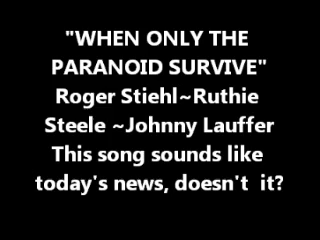 "WHEN ONLY THE
PARANOID SURVIVE"
Roger Stiehl~Ruthie
Steele ~Johnny Lauffer
This song sounds like
today's news, doesn't  it?